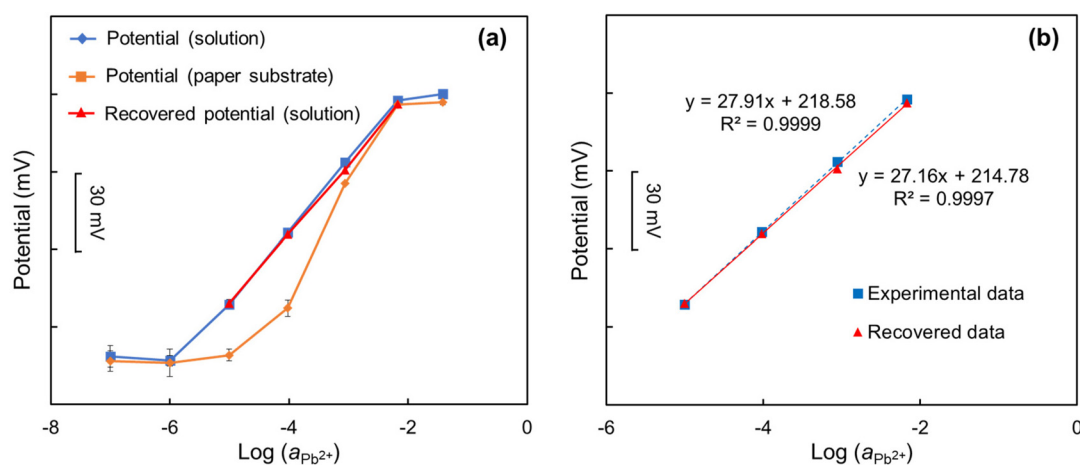 (a)
Potential (solution)
Potential (paper substrate)
Recovered potential (solution)
Potential (mV)
30 mV
-8 -6 -4 -2 0
Log (aPb²⁺)
(b)
y = 27.91x + 218.58
R² = 0.9999
y = 27.16x + 214.78
R² = 0.9997
Experimental data
Recovered data
Potential (mV)
30 mV
-6 -4 -2 0
Log (aPb²⁺)